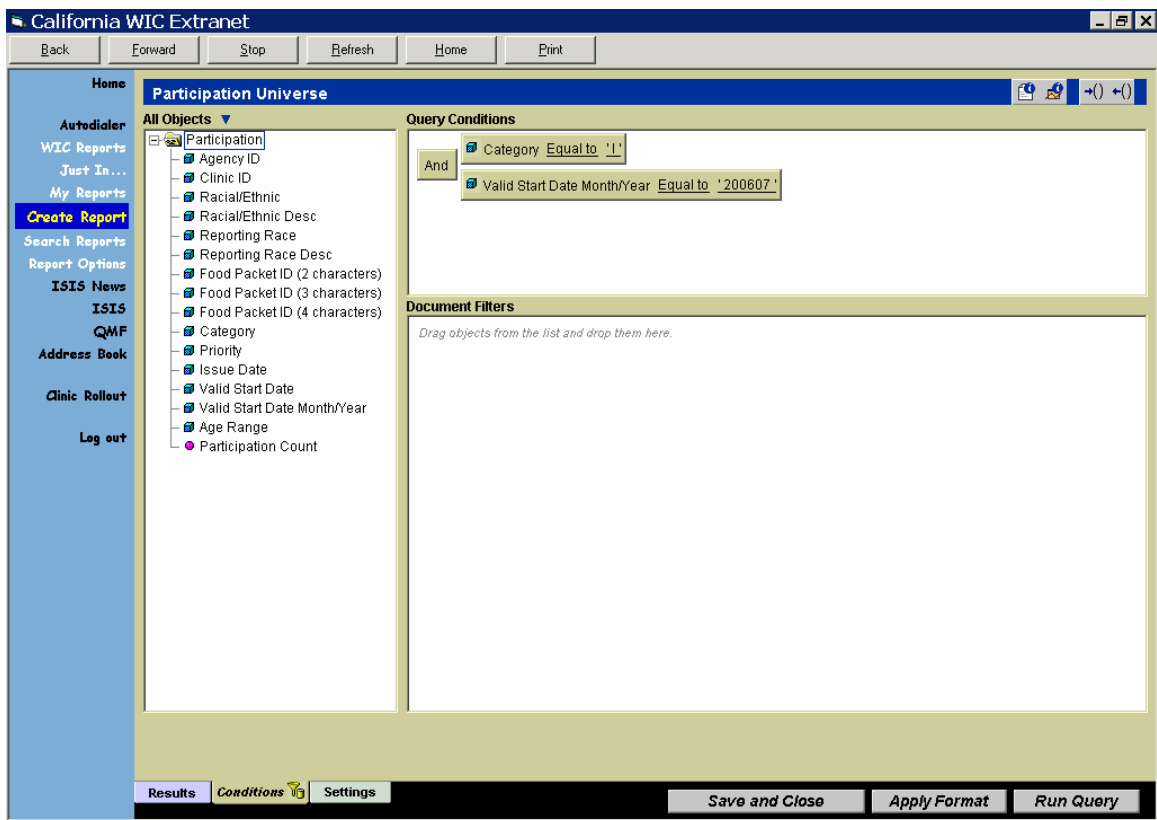 California WIC Extranet
Back Forward Stop Refresh Home Print
Home
Autodialer
WIC Reports
Just In...
My Reports
Create Report
Search Reports
Report Options
ISIS News
ISIS
QMF
Address Book
Clinic Rollout
Log out
Participation Universe
All Objects
Participation
Agency ID
Clinic ID
Racial/Ethnic
Racial/Ethnic Desc
Reporting Race
Reporting Race Desc
Food Packet ID (2 characters)
Food Packet ID (3 characters)
Food Packet ID (4 characters)
Category
Priority
Issue Date
Valid Start Date
Valid Start Date Month/Year
Age Range
Participation Count
Query Conditions
And
Category Equal to 'I'
Valid Start Date Month/Year Equal to '200607'
Document Filters
Drag objects from the list and drop them here.
Results Conditions Settings
Save and Close Apply Format Run Query